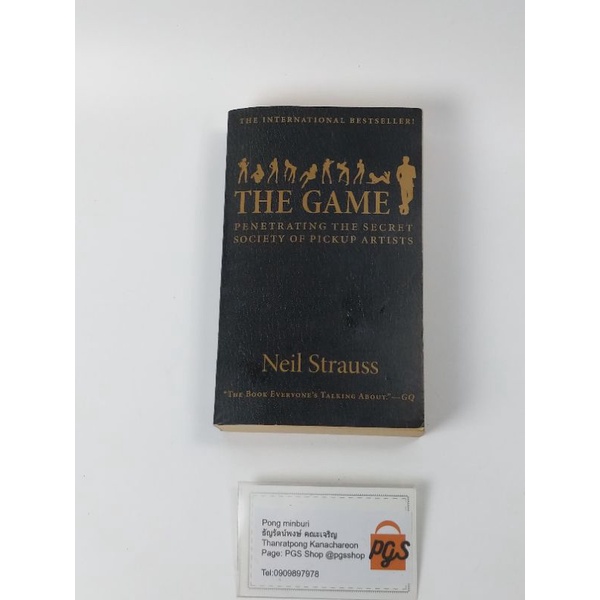 THE INTERNATIONAL BESTSELLER!
THE GAME
PENETRATING THE SECRET
SOCIETY OF PICKUP ARTISTS
Neil Strauss
"THE BOOK EVERYONE'S TALKING ABOUT."—GQ
Pong minburi
ธัญรัตน์พงษ์ คณะเจริญ
Thanratpong Kanachareon
Page: PGS Shop @pgsshop
Tel:0909897978
PGS